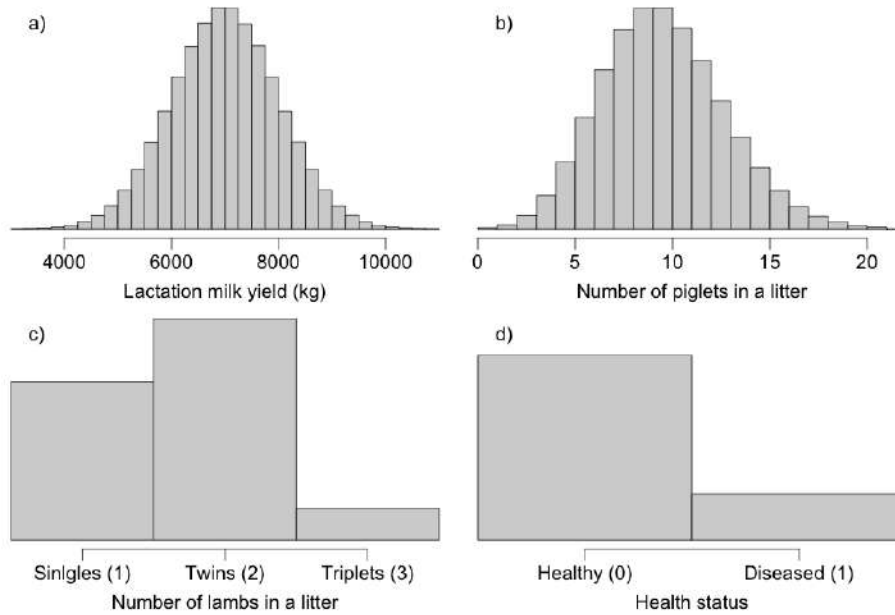 a)
4000 6000 8000 10000
Lactation milk yield (kg)
b)
0 5 10 15 20
Number of piglets in a litter
c)
Sinlgles (1) Twins (2) Triplets (3)
Number of lambs in a litter
d)
Healthy (0) Diseased (1)
Health status